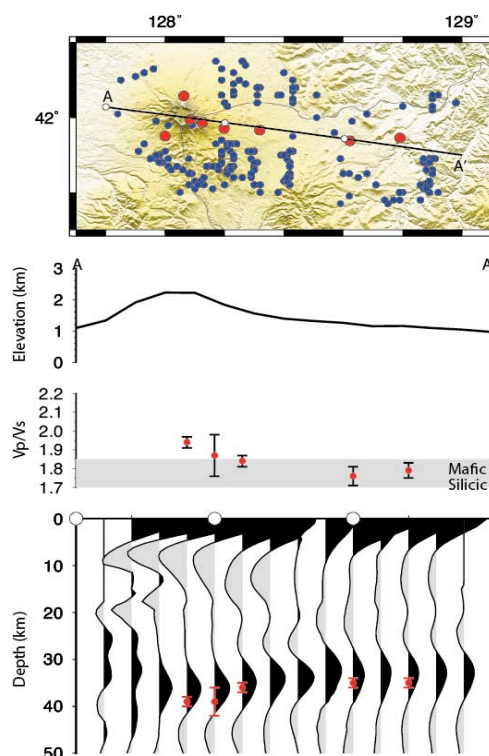 128° 129°
A
42°
A'
A A
3
2
1
0
Elevation (km)
2.2
2.1
2.0
1.9
1.8
1.7
Vp/Vs
Mafic
Silicic
0
10
20
30
40
50
Depth (km)